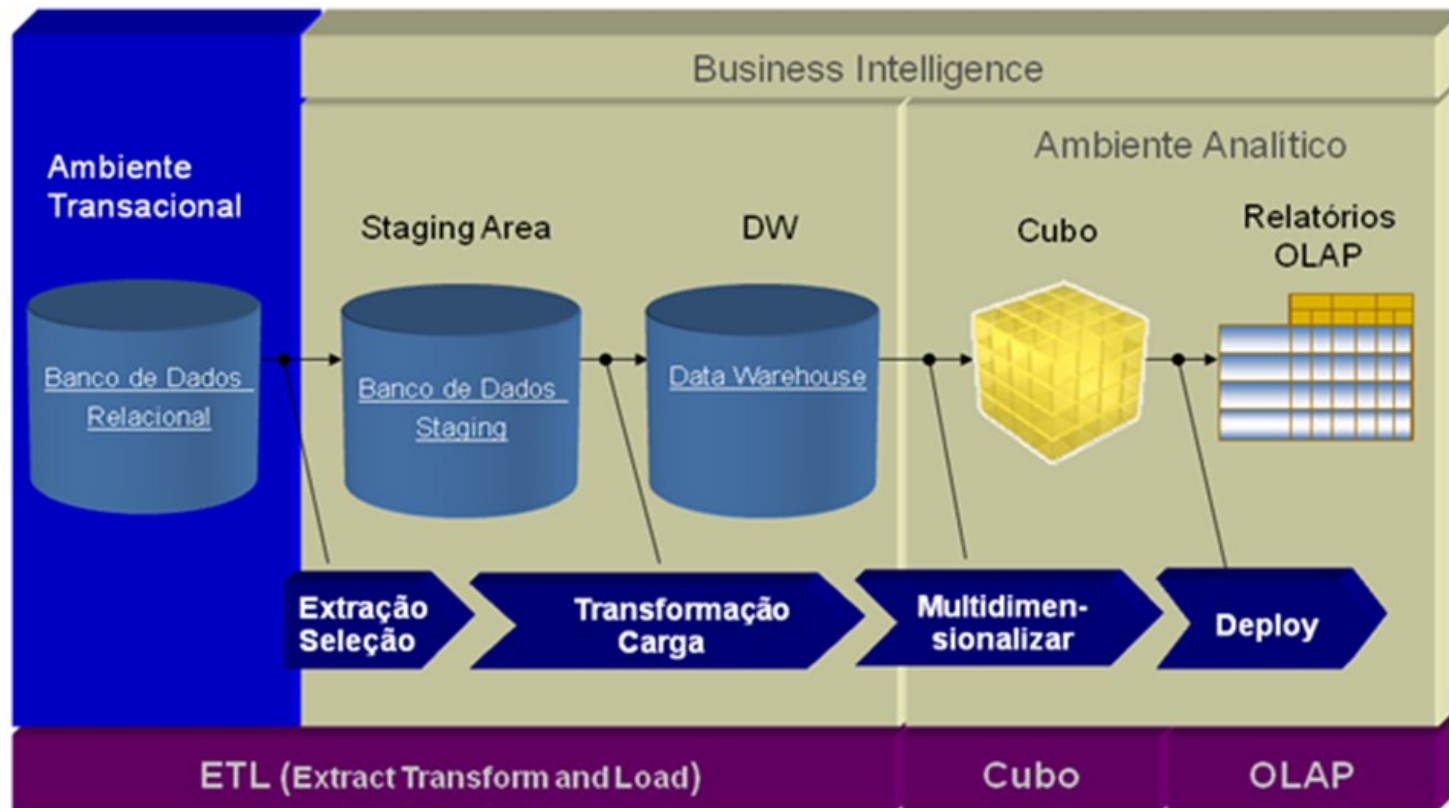 Business Intelligence
Ambiente
Transacional
Ambiente Analítico
Staging Area
DW
Cubo
Relatórios
OLAP
Banco de Dados
Relacional
Banco de Dados
Staging
Data Warehouse
Extração
Seleção
Transformação
Carga
Multidimen-
sionalizar
Deploy
ETL (Extract Transform and Load)
Cubo
OLAP